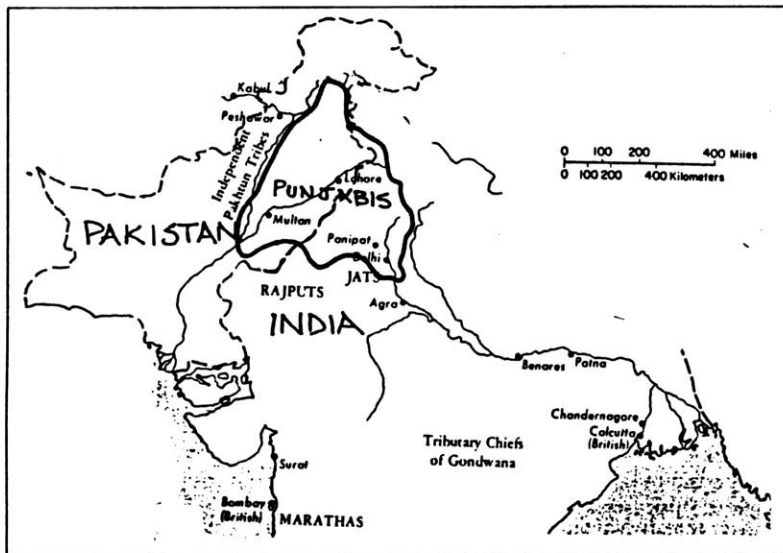 Kabul
Peshawar
Independent
Pakhtun Tribes
0 100 200 400 Miles
0 100 200 400 Kilometers
Lahore
PUNJABIS
Multan
PAKISTAN
Panipat
Delhi
JATS
RAJPUTS
Agra
INDIA
Benares
Patna
Chandernagore
Calcutta
(British)
Tributary Chiefs
of Gondwana
Surat
Bombay
(British)
MARATHAS